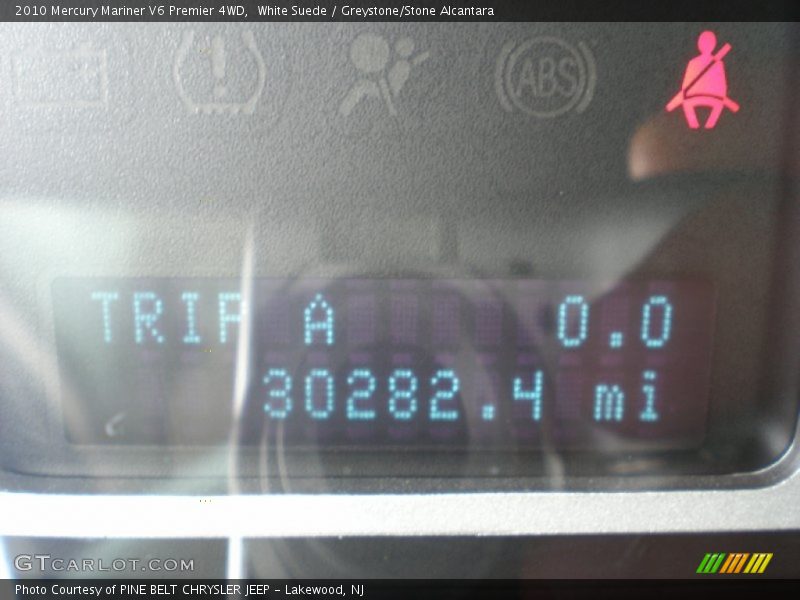 2010 Mercury Mariner V6 Premier 4WD,  White Suede / Greystone/Stone Alcantara
ABS
TRIP A 0.0
30282.4 mi
GTCARLOT.COM
Photo Courtesy of PINE BELT CHRYSLER JEEP - Lakewood, NJ